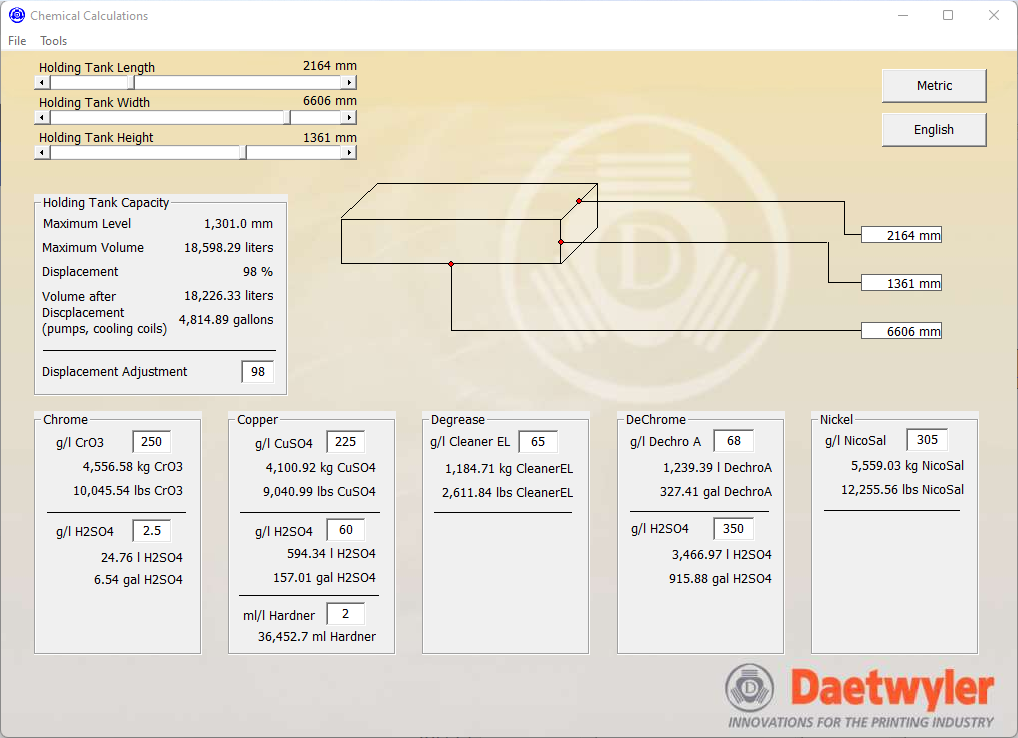 Chemical Calculations
File Tools
Holding Tank Length 2164 mm
Holding Tank Width 6606 mm
Holding Tank Height 1361 mm
Metric
English
Holding Tank Capacity
Maximum Level 1,301.0 mm
Maximum Volume 18,598.29 liters
Displacement 98 %
Volume after 18,226.33 liters
Discplacement
(pumps, cooling coils) 4,814.89 gallons
Displacement Adjustment 98
2164 mm
1361 mm
6606 mm
Chrome
g/l CrO3 250
4,556.58 kg CrO3
10,045.54 lbs CrO3
g/l H2SO4 2.5
24.76 l H2SO4
6.54 gal H2SO4
Copper
g/l CuSO4 225
4,100.92 kg CuSO4
9,040.99 lbs CuSO4
g/l H2SO4 60
594.34 l H2SO4
157.01 gal H2SO4
ml/l Hardner 2
36,452.7 ml Hardner
Degrease
g/l Cleaner EL 65
1,184.71 kg CleanerEL
2,611.84 lbs CleanerEL
DeChrome
g/l Dechro A 68
1,239.39 l DechroA
327.41 gal DechroA
g/l H2SO4 350
3,466.97 l H2SO4
915.88 gal H2SO4
Nickel
g/l NicoSal 305
5,559.03 kg NicoSal
12,255.56 lbs NicoSal
D
Daetwyler
INNOVATIONS FOR THE PRINTING INDUSTRY